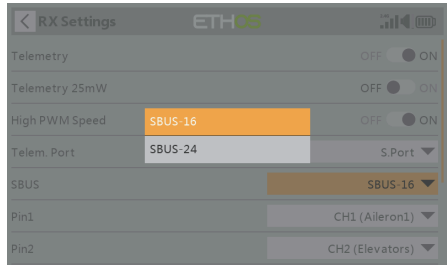 RX Settings ETHOS
Telemetry OFF ON
Telemetry 25mW OFF ON
High PWM Speed OFF ON
SBUS-16
SBUS-24
Telem. Port S.Port
SBUS SBUS-16
Pin1 CH1 (Aileron1)
Pin2 CH2 (Elevators)